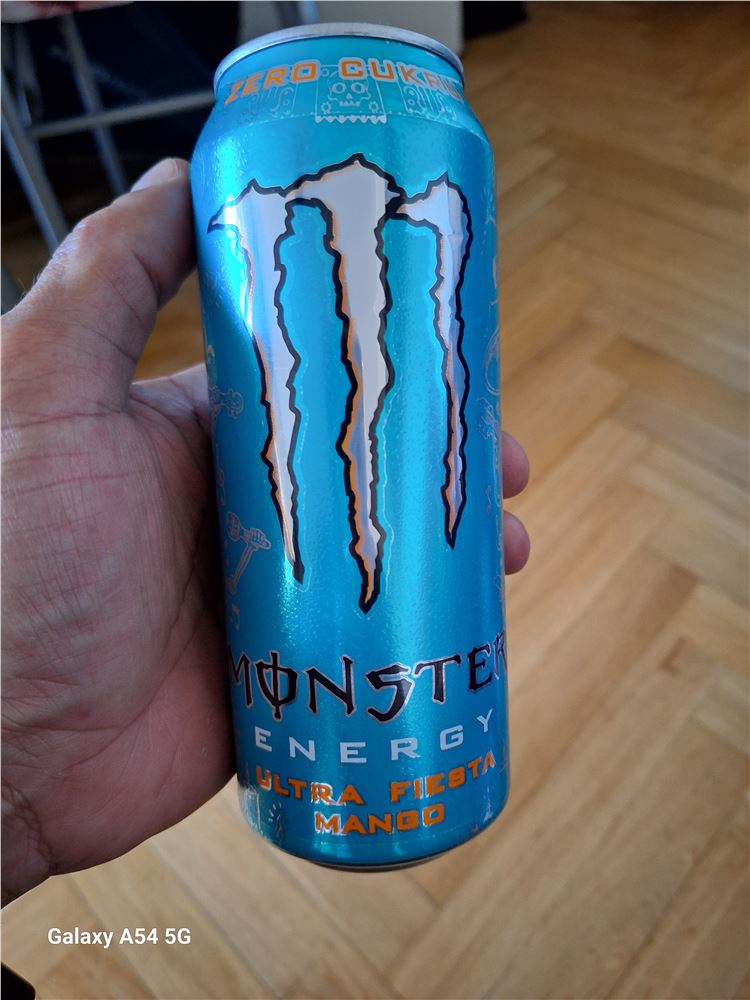 ZERO CUKRU
MONSTER
ENERGY
ULTRA FIESTA
MANGO
Galaxy A54 5G